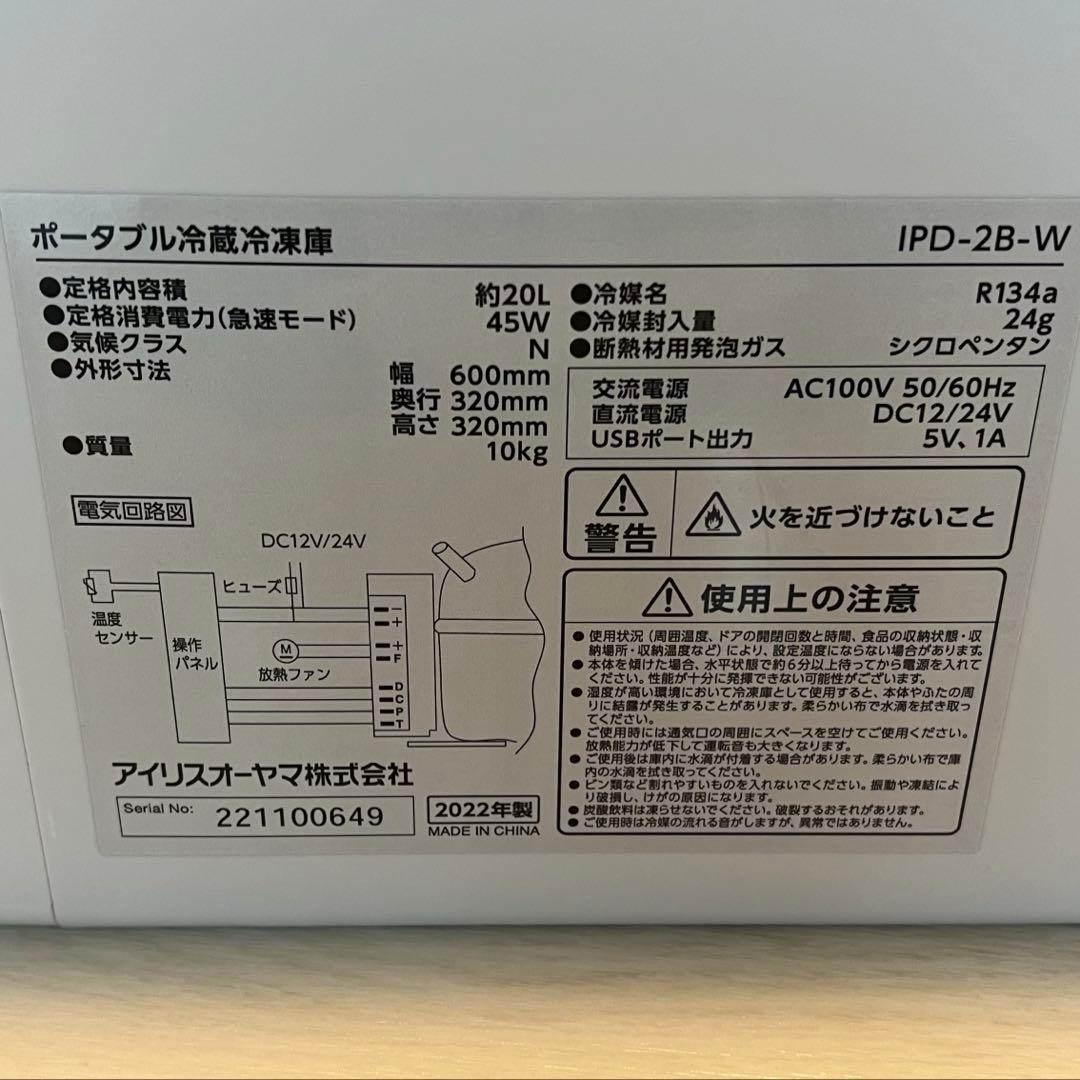 ポータブル冷蔵冷凍庫 IPD-2B-W
●定格内容積 約20L
●定格消費電力(急速モード) 45W
●気候クラス N
●外形寸法 幅 600mm
奥行 320mm
高さ 320mm
●質量 10kg
●冷媒名 R134a
●冷媒封入量 24g
●断熱材用発泡ガス シクロペンタン
交流電源 AC100V 50/60Hz
直流電源 DC12/24V
USBポート出力 5V、1A
電気回路図
DC12V/24V
ヒューズ
温度
センサー
操作
パネル
M
放熱ファン
−
+
+
F
D
C
P
T
警告 火を近づけないこと
使用上の注意
●使用状況(周囲温度、ドアの開閉回数と時間、食品の収納状態・収
納場所・収納温度など)により、設定温度にならない場合があります。
●本体を傾けた場合、水平状態で約6分以上待ってから電源を入れて
ください。性能が十分に発揮できない可能性がございます。
●湿度が高い環境において冷凍庫として使用すると、本体やふたの周
りに結露が発生することがあります。柔らかい布で水滴を拭き取っ
てください。
●ご使用時には通気口の周囲にスペースを空けてご使用ください。
放熱能力が低下して運転音も大きくなります。
●ご使用後は庫内に水滴が付着する場合があります。柔らかい布で庫
内の水滴を拭き取ってください。
●ビン類など割れやすいものを入れないでください。振動や凍結によ
り破損し、けがの原因になります。
●炭酸飲料は凍らせないでください。破裂するおそれがあります。
●ご使用時は冷媒の流れる音がしますが、異常ではありません。
アイリスオーヤマ株式会社
Serial No: 221100649
2022年製
MADE IN CHINA